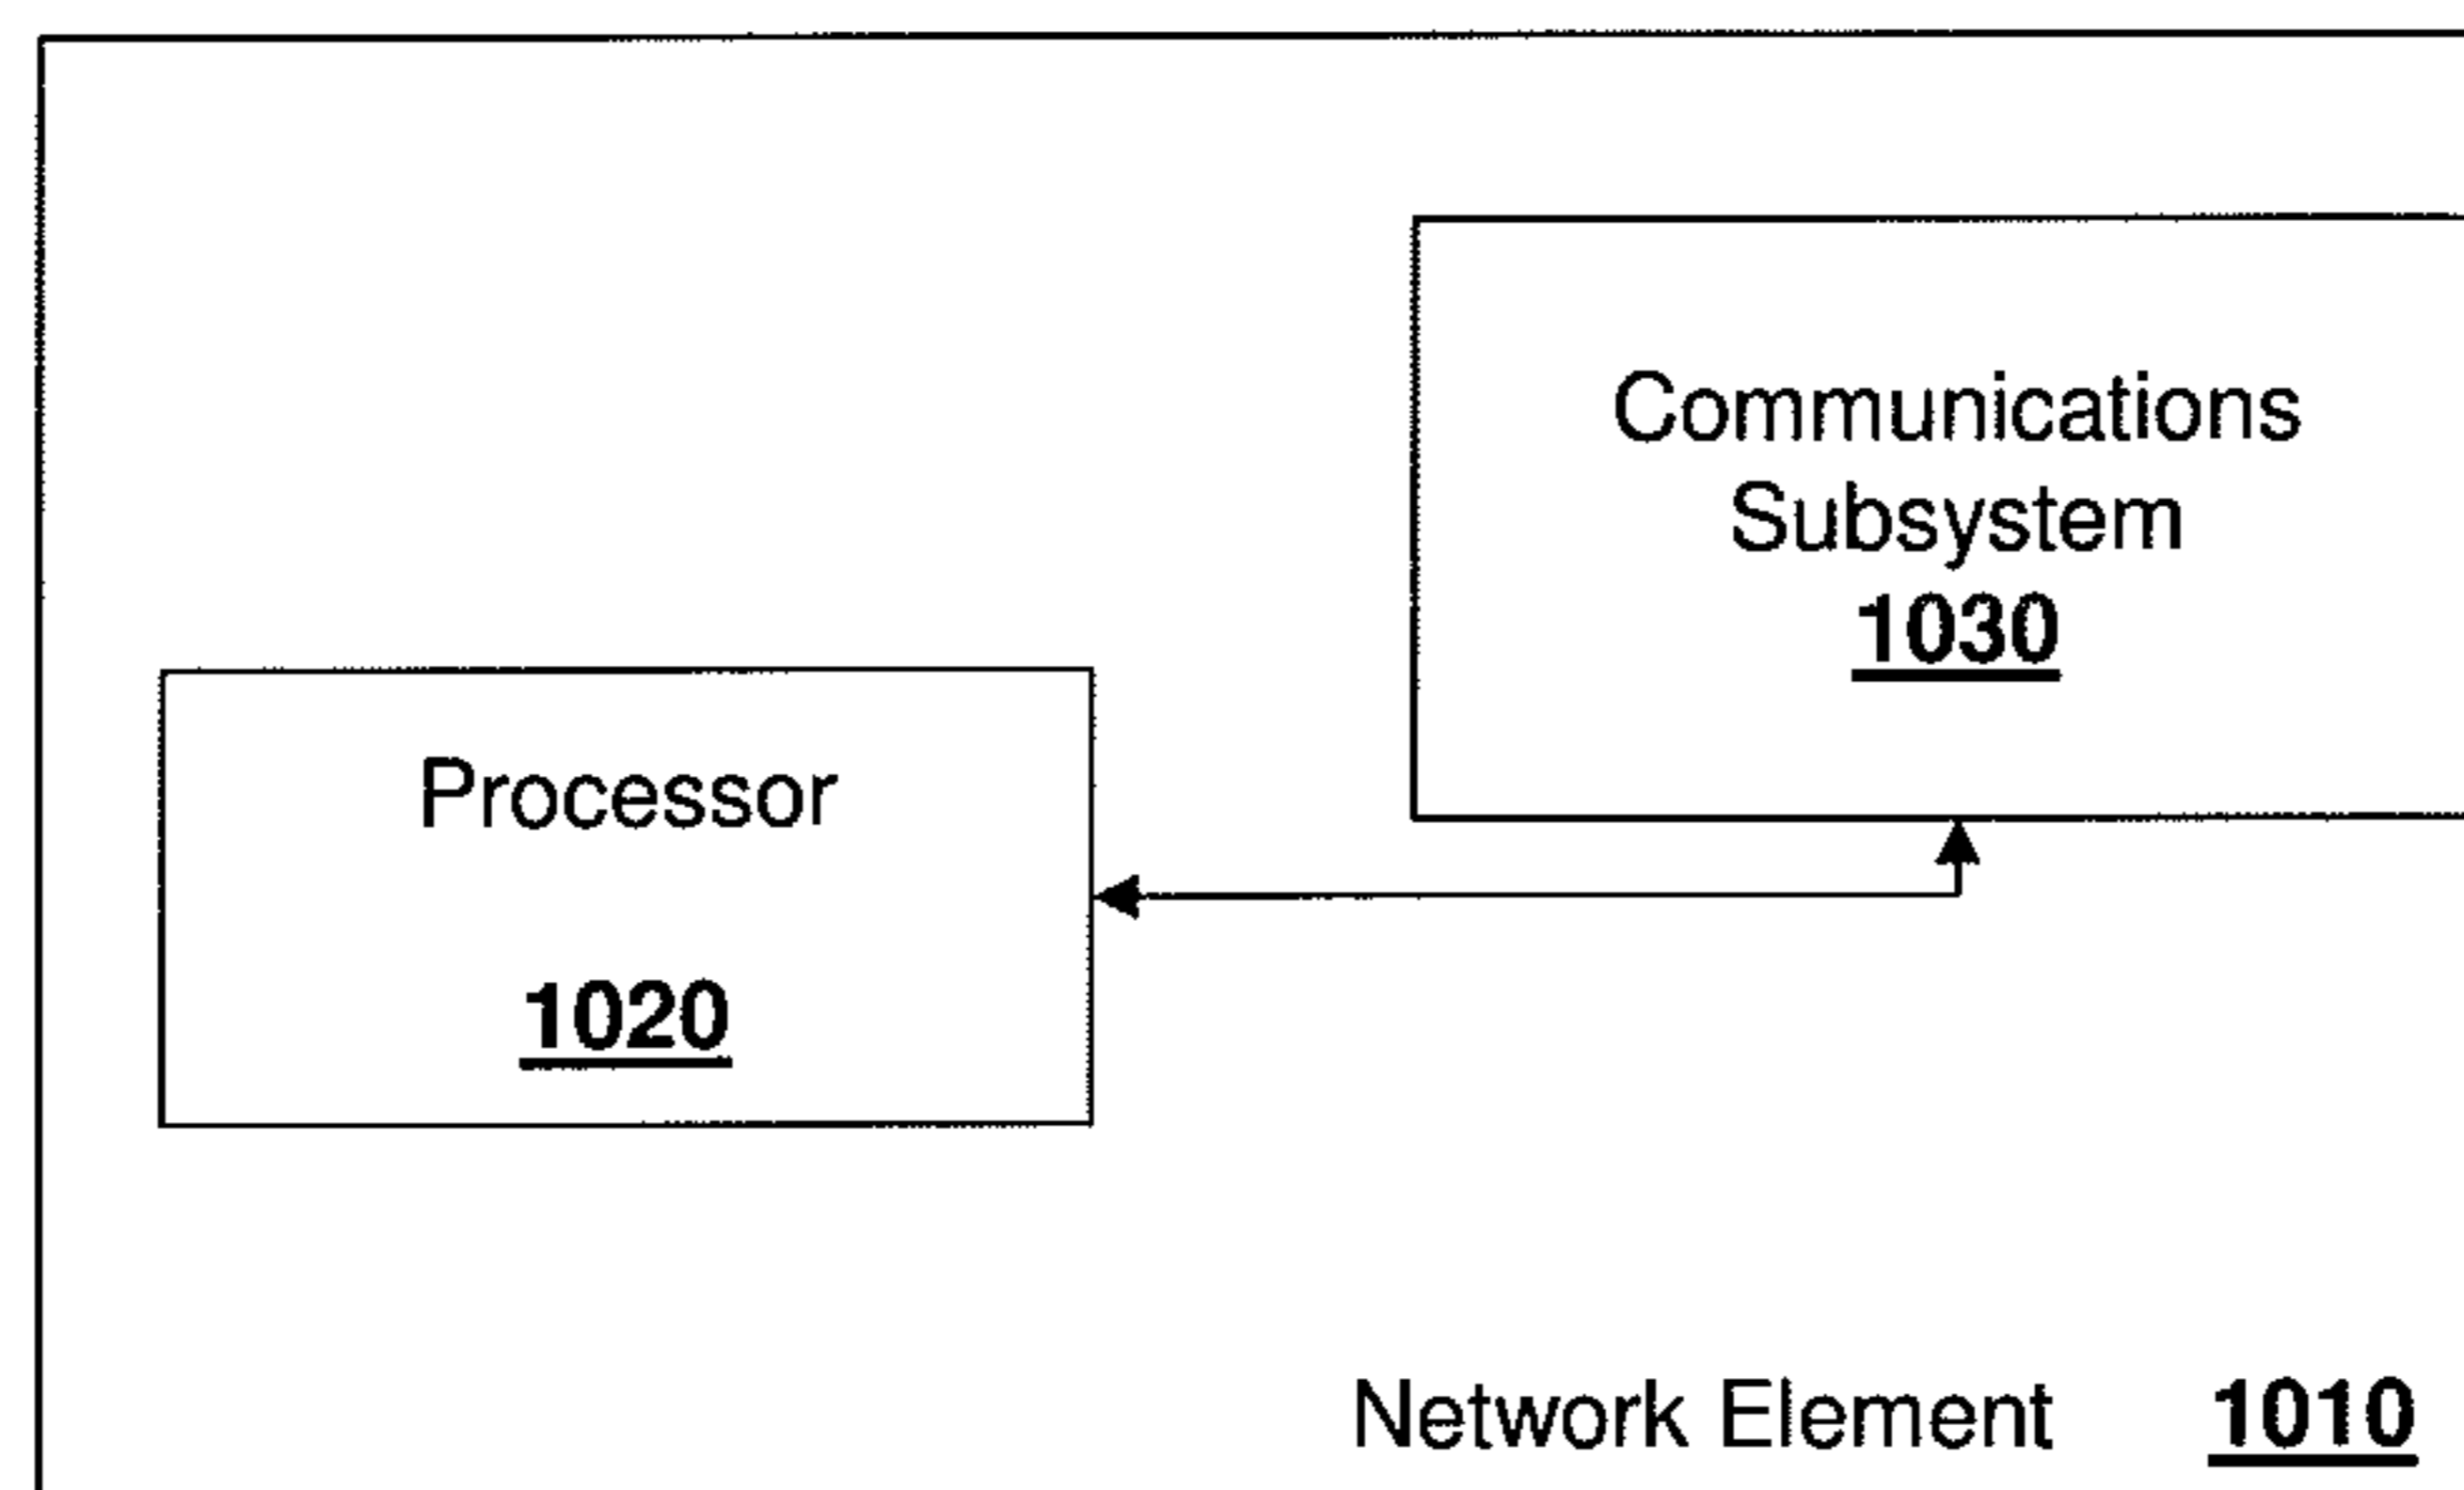 Communications
Subsystem
1030
Processor
1020
Network Element 1010